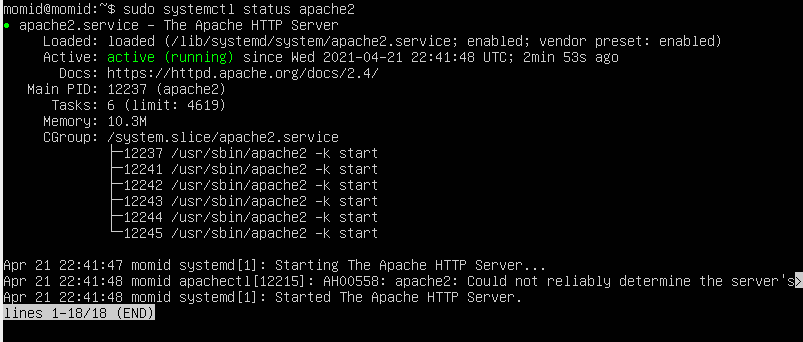 momid@momid:~$ sudo systemctl status apache2
● apache2.service - The Apache HTTP Server
     Loaded: loaded (/lib/systemd/system/apache2.service; enabled; vendor preset: enabled)
     Active: active (running) since Wed 2021-04-21 22:41:48 UTC; 2min 53s ago
       Docs: https://httpd.apache.org/docs/2.4/
   Main PID: 12237 (apache2)
      Tasks: 6 (limit: 4619)
     Memory: 10.3M
     CGroup: /system.slice/apache2.service
             ├─12237 /usr/sbin/apache2 -k start
             ├─12241 /usr/sbin/apache2 -k start
             ├─12242 /usr/sbin/apache2 -k start
             ├─12243 /usr/sbin/apache2 -k start
             ├─12244 /usr/sbin/apache2 -k start
             └─12245 /usr/sbin/apache2 -k start
Apr 21 22:41:47 momid systemd[1]: Starting The Apache HTTP Server...
Apr 21 22:41:48 momid apachectl[12215]: AH00558: apache2: Could not reliably determine the server's>
Apr 21 22:41:48 momid systemd[1]: Started The Apache HTTP Server.
lines 1-18/18 (END)